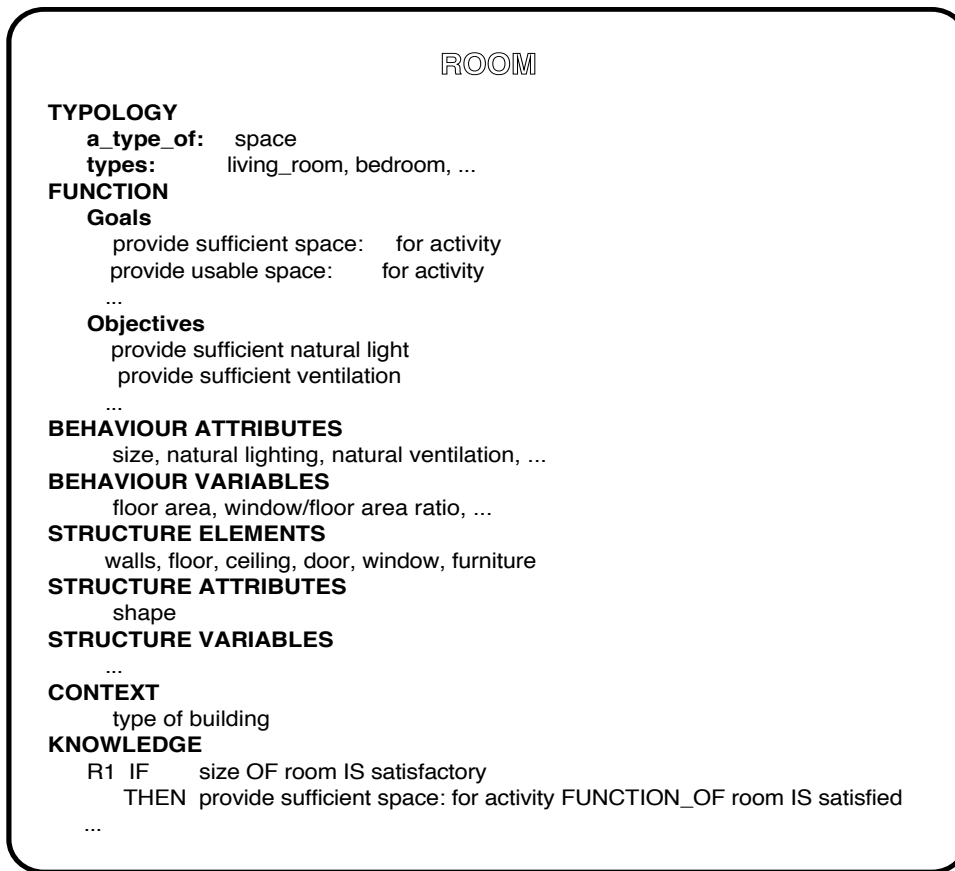 ROOM
TYPOLOGY
a_type_of: space
types: living_room, bedroom, ...
FUNCTION
Goals
provide sufficient space: for activity
provide usable space: for activity
...
Objectives
provide sufficient natural light
provide sufficient ventilation
...
BEHAVIOUR ATTRIBUTES
size, natural lighting, natural ventilation, ...
BEHAVIOUR VARIABLES
floor area, window/floor area ratio, ...
STRUCTURE ELEMENTS
walls, floor, ceiling, door, window, furniture
STRUCTURE ATTRIBUTES
shape
STRUCTURE VARIABLES
...
CONTEXT
type of building
KNOWLEDGE
R1 IF size OF room IS satisfactory
THEN provide sufficient space: for activity FUNCTION_OF room IS satisfied
...